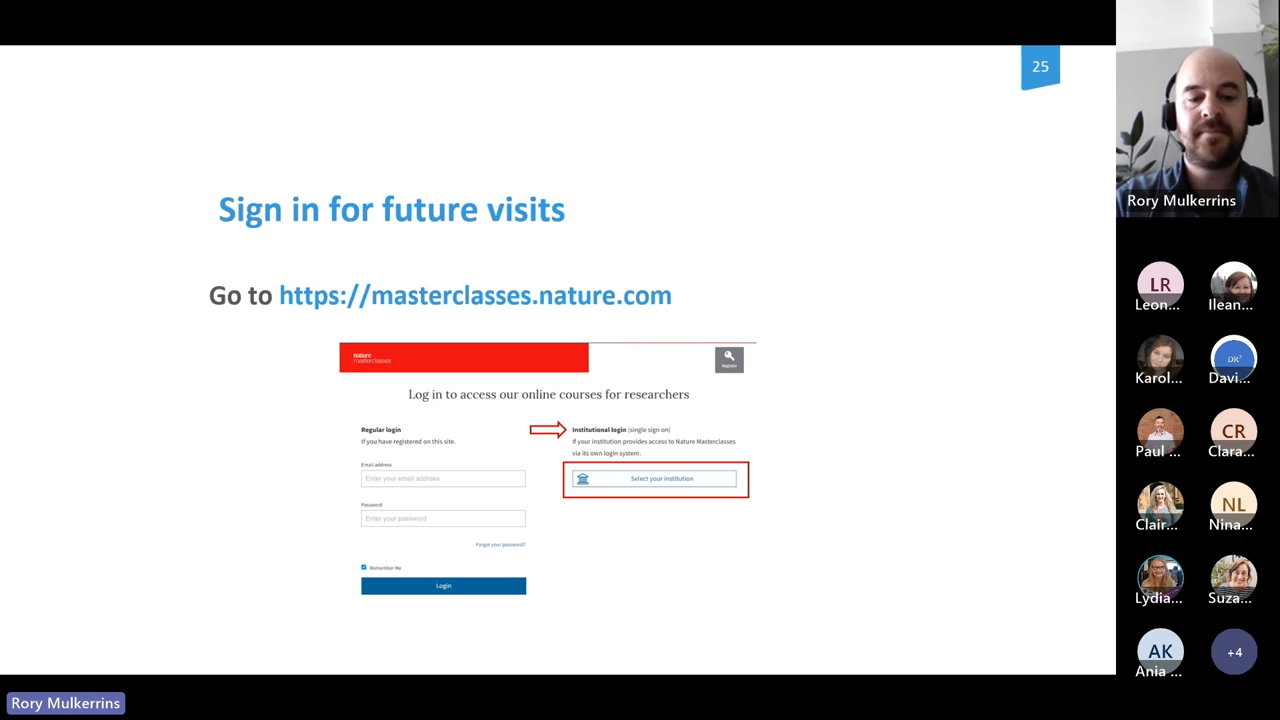 25
Sign in for future visits
Go to https://masterclasses.nature.com
nature
masterclasses
Register
Log in to access our online courses for researchers
Regular login
If you have registered on this site.
Email address
Enter your email address
Password
Enter your password
Forgot your password?
Remember Me
Login
Institutional login (single sign on)
If your institution provides access to Nature Masterclasses
via its own login system.
Select your institution
Rory Mulkerrins
LR
Leon...
Ilean...
Karol...
DR
Davi...
Paul ...
CR
Clara...
Clair...
NL
Nina...
Lydia...
Suza...
AK
Ania ...
+4
Rory Mulkerrins